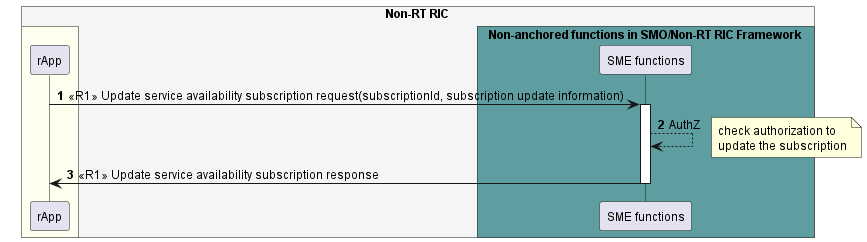 Non-RT RIC
Non-anchored functions in SMO/Non-RT RIC Framework
rApp
SME functions
1 «R1» Update service availability subscription request(subscriptionId, subscription update information)
2 AuthZ
check authorization to
update the subscription
3 «R1» Update service availability subscription response
rApp
SME functions